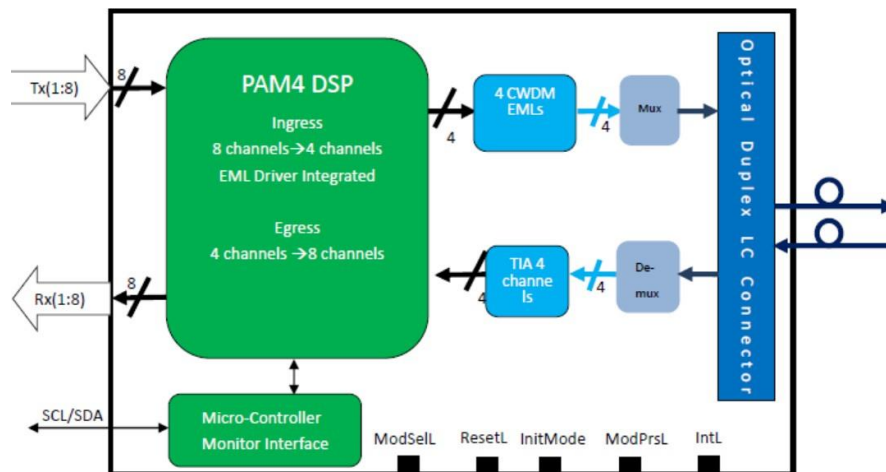 Tx(1:8)
8
PAM4 DSP
Ingress
8 channels→4 channels
EML Driver Integrated
Egress
4 channels →8 channels
4
4 CWDM
EMLs
4
Mux
Optical Duplex LC Connector
Rx(1:8)
8
4
TIA 4
channe
ls
4
De-
mux
SCL/SDA
Micro-Controller
Monitor Interface
ModSelL
ResetL
InitMode
ModPrsL
IntL